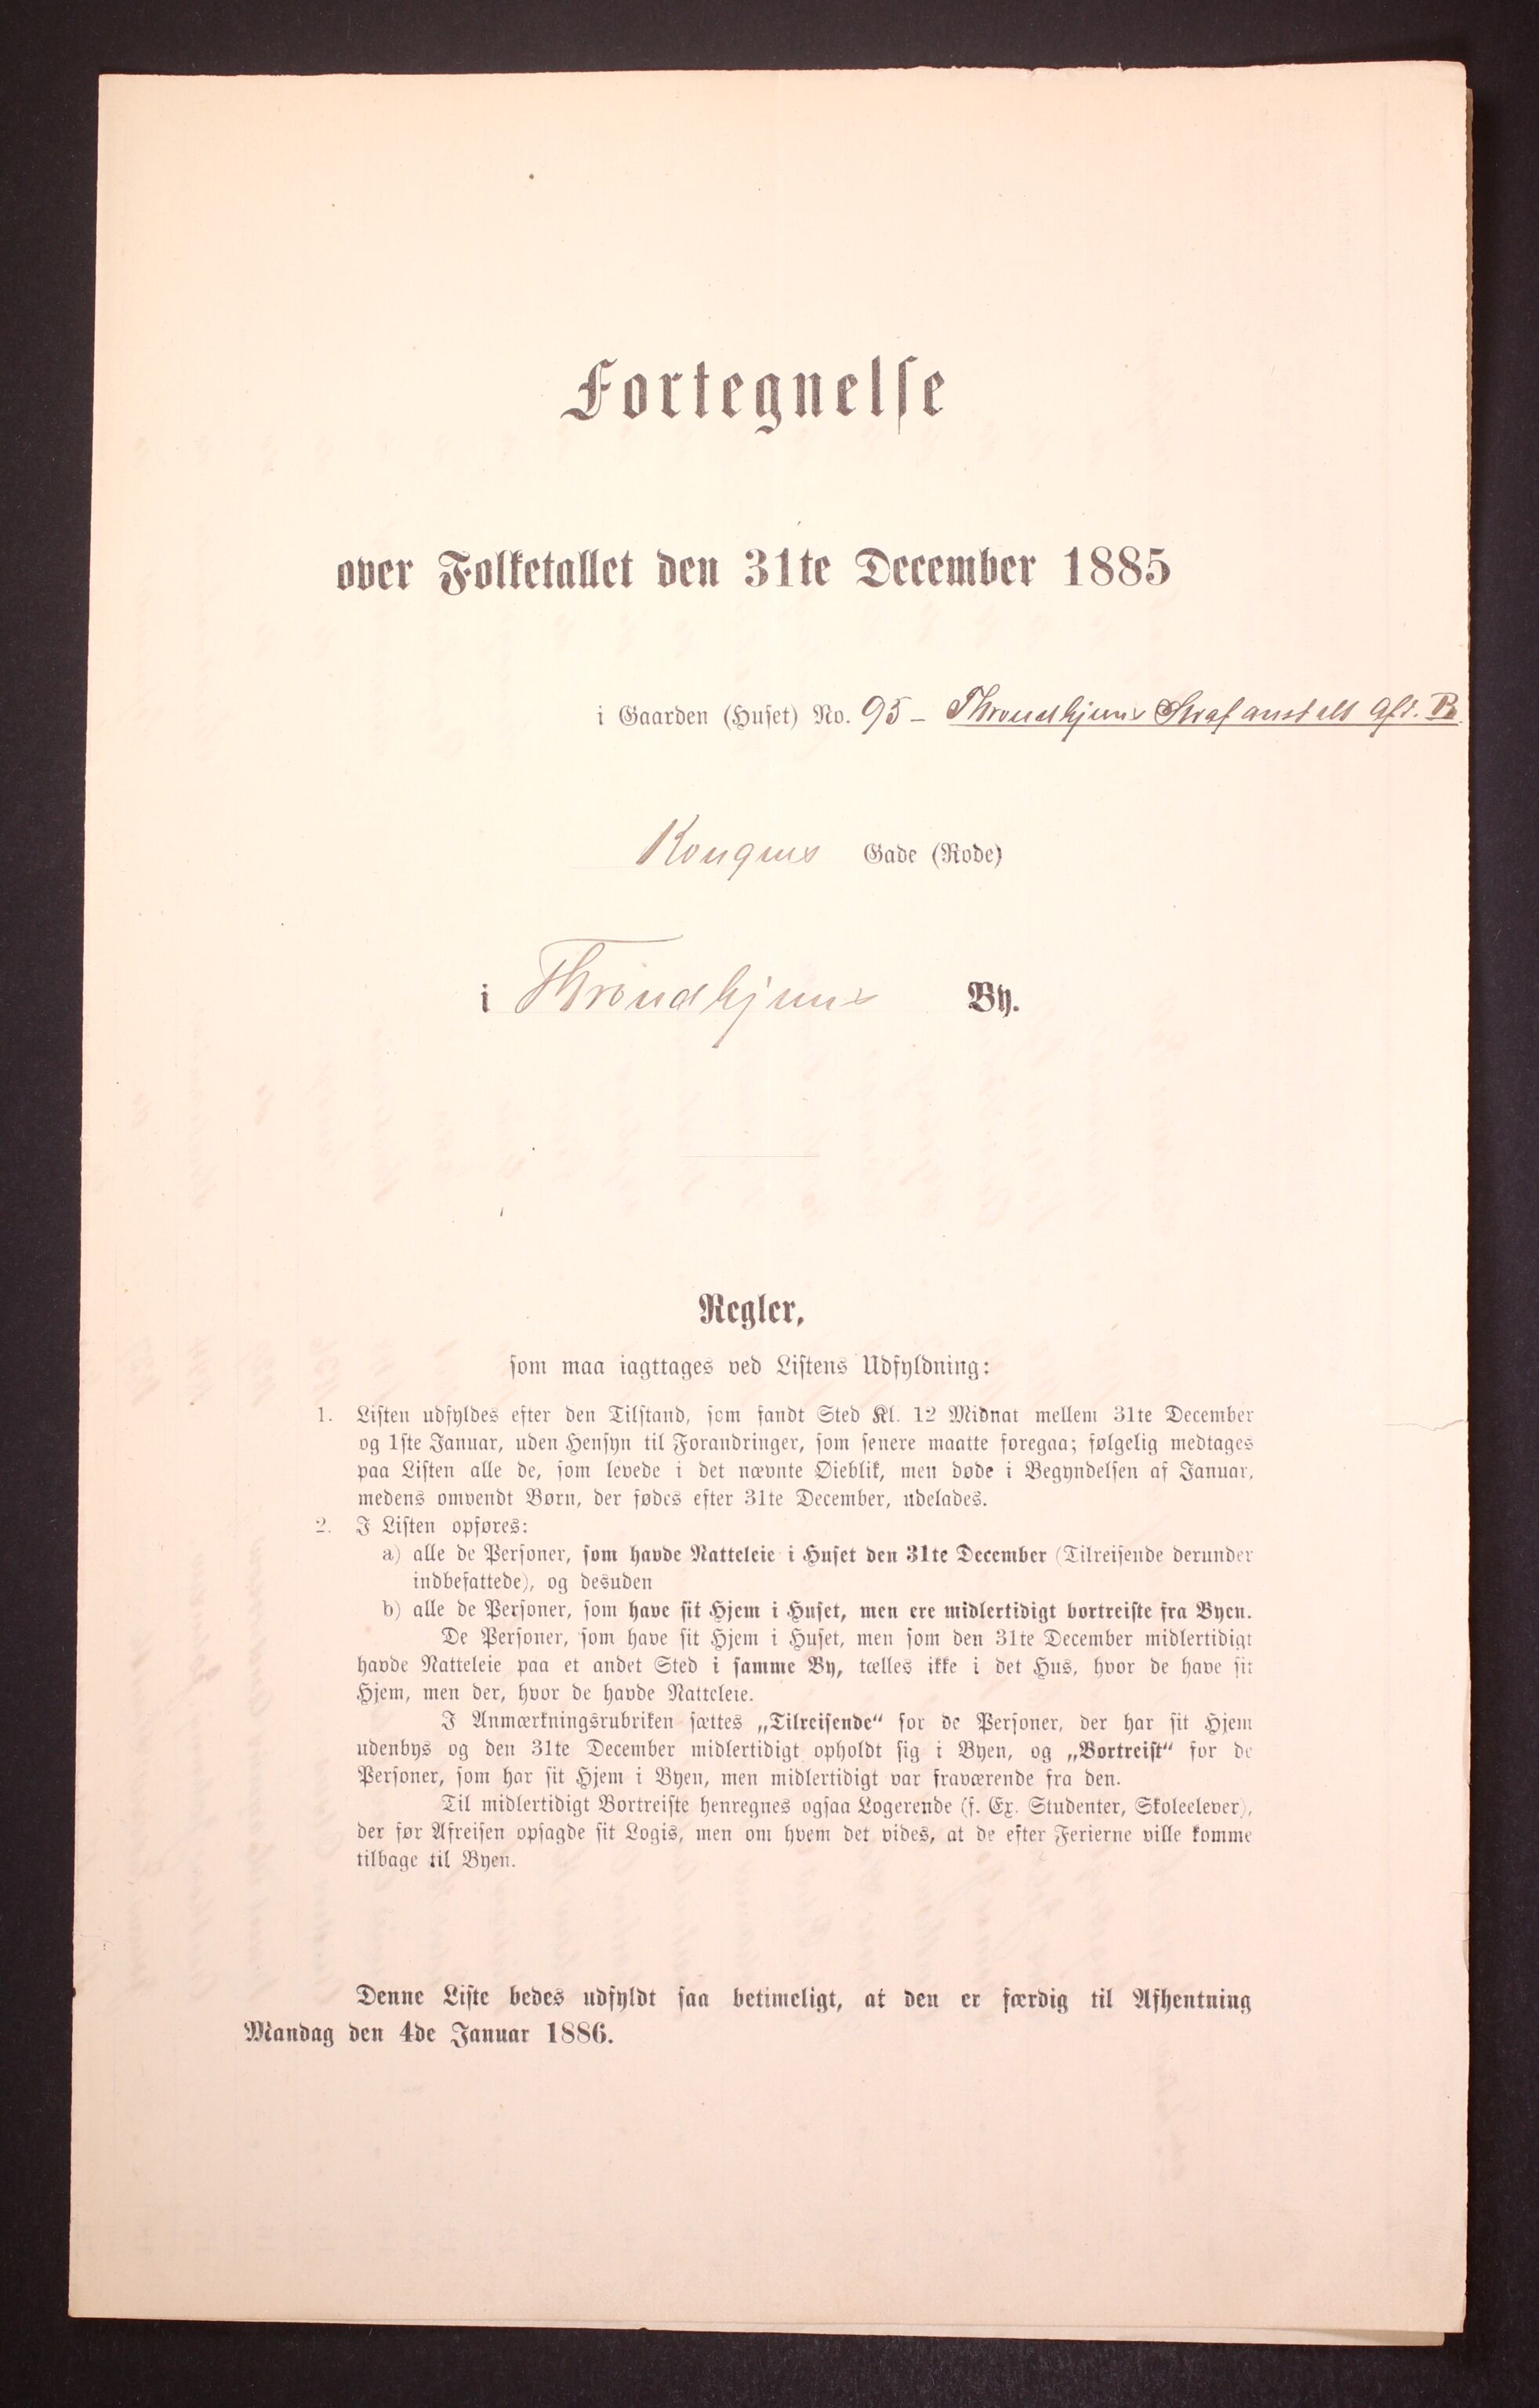 Fortegnelse
over Folketallet den 31te December 1885
i Gaarden (Huset) No. 95 - Throndhjems Strafanstalt Afd. B.
Kongens Gade (Rode)
i Throndhjems By.
Regler,
som maa iagttages ved Listens Udfyldning:
1. Listen udfyldes efter den Tilstand, som fandt Sted Kl. 12 Midnat mellem 31te December
og 1ste Januar, uden Hensyn til Forandringer, som senere maatte foregaa; følgelig medtages
paa Listen alle de, som levede i det nævnte Øieblik, men døde i Begyndelsen af Januar,
medens omvendt Børn, der fødes efter 31te December, udelades.
2. I Listen opføres:
a) alle de Personer, som havde Natteleie i Huset den 31te December (Tilreisende derunder
indbefattede), og desuden
b) alle de Personer, som have sit Hjem i Huset, men ere midlertidigt bortreiste fra Byen.
De Personer, som have sit Hjem i Huset, men som den 31te December midlertidigt
havde Natteleie paa et andet Sted i samme By, tælles ikke i det Hus, hvor de have sit
Hjem, men der, hvor de havde Natteleie.
I Anmærkningsrubriken sættes „Tilreisende“ for de Personer, der har sit Hjem
udenbys og den 31te December midlertidigt opholdt sig i Byen, og „Bortreist“ for de
Personer, som har sit Hjem i Byen, men midlertidigt var fraværende fra den.
Til midlertidigt Bortreiste henregnes ogsaa Logerende (f. Ex. Studenter, Skoleelever),
der før Afreisen opsagde sit Logis, men om hvem det vides, at de efter Ferierne ville komme
tilbage til Byen.
Denne Liste bedes udfyldt saa betimeligt, at den er færdig til Afhentning
Mandag den 4de Januar 1886.